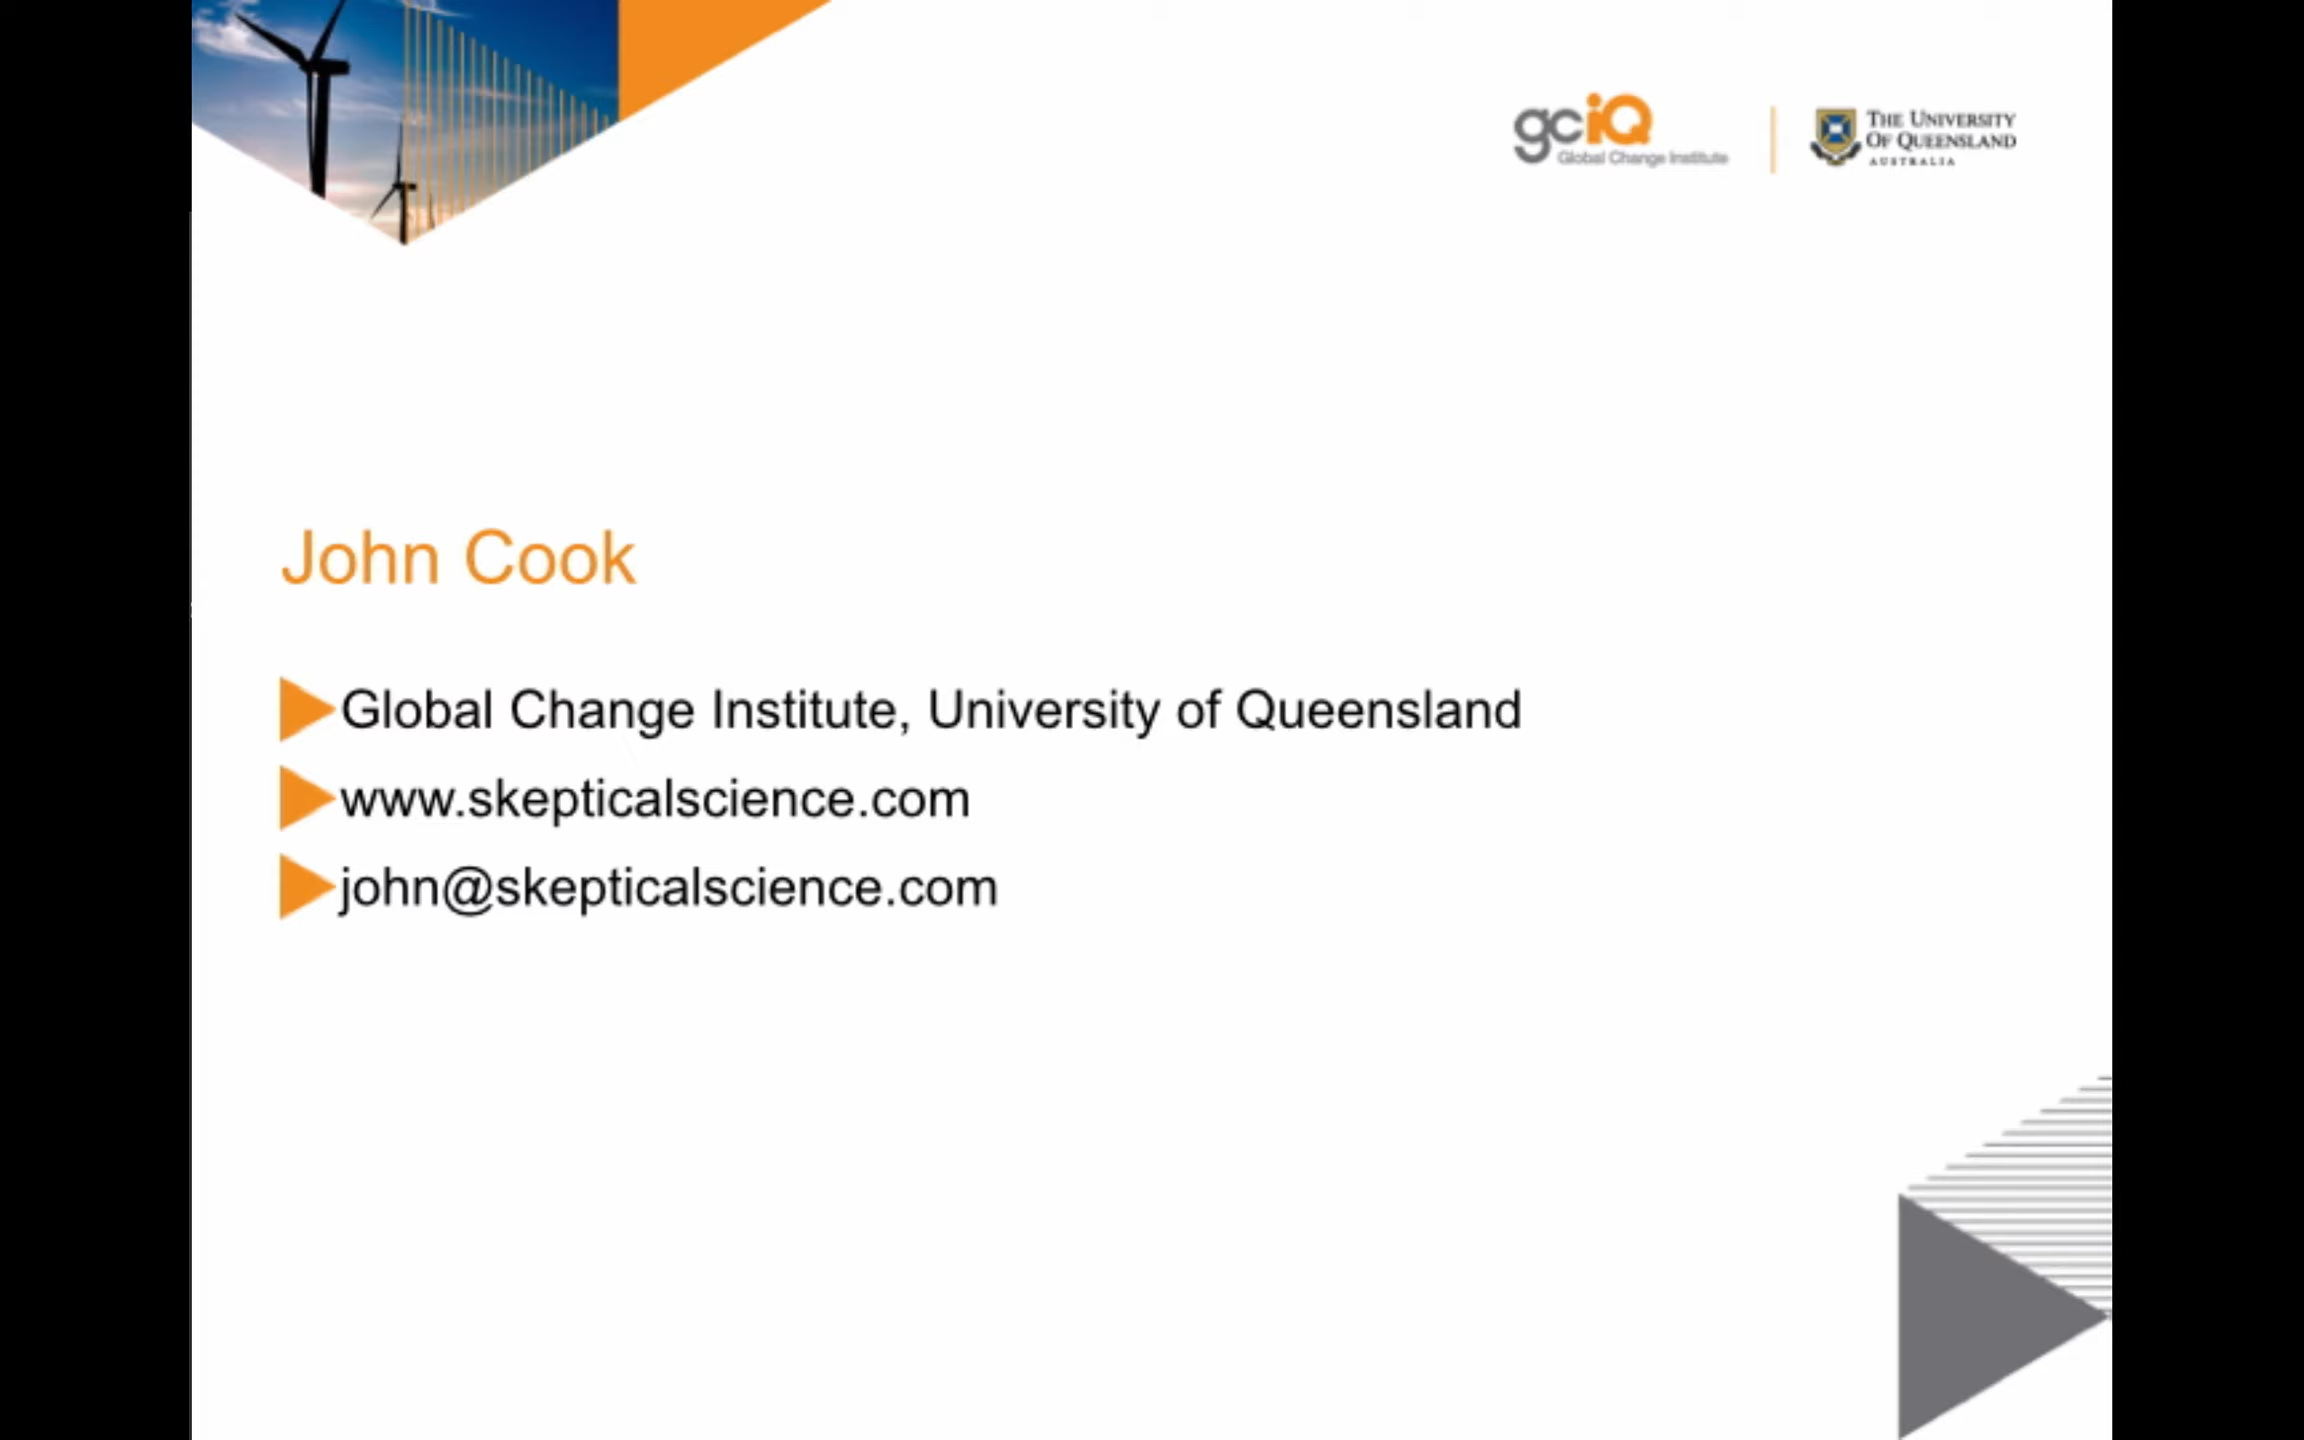 gciQ
Global Change Institute
THE UNIVERSITY
OF QUEENSLAND
AUSTRALIA
John Cook
Global Change Institute, University of Queensland
www.skepticalscience.com
john@skepticalscience.com